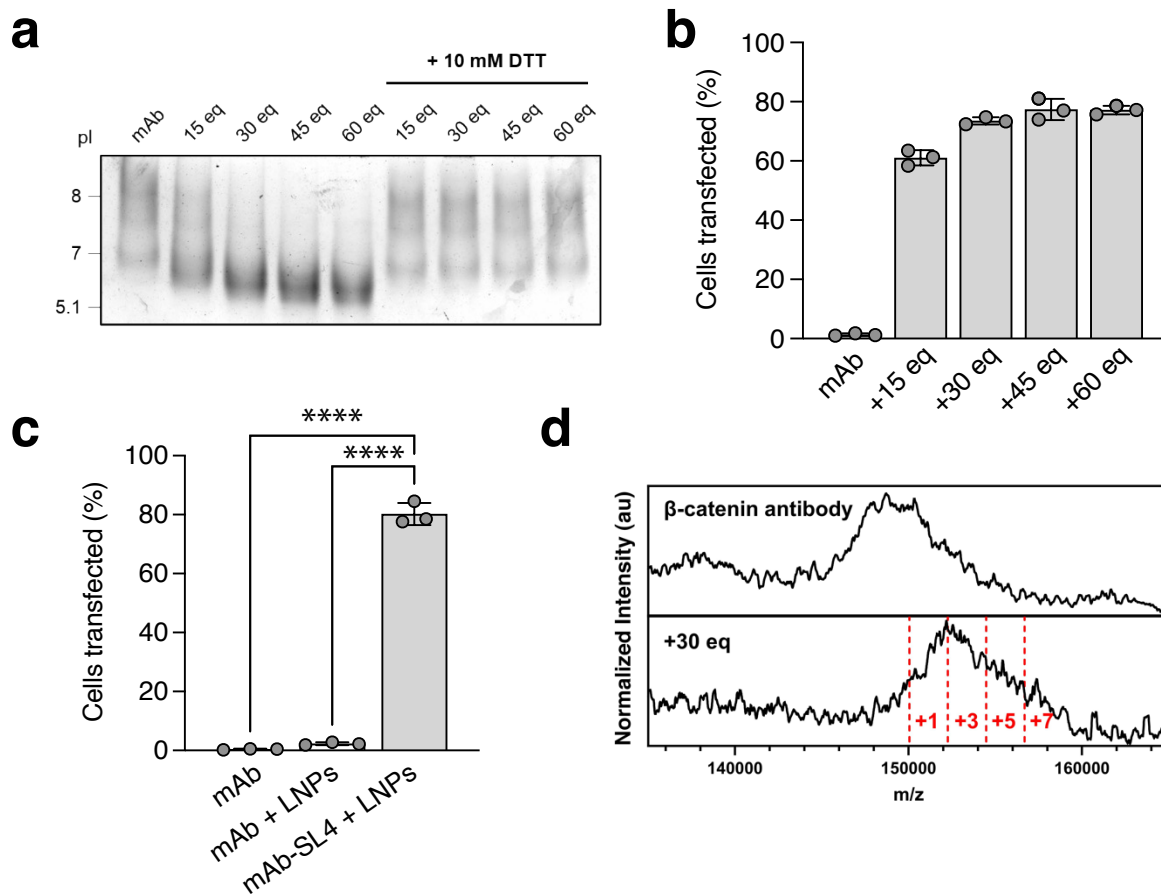 a
+ 10 mM DTT
pI
mAb
15 eq
30 eq
45 eq
60 eq
15 eq
30 eq
45 eq
60 eq
8
7
5.1
b
Cells transfected (%)
100
80
60
40
20
0
mAb
+15 eq
+30 eq
+45 eq
+60 eq
c
Cells transfected (%)
100
80
60
40
20
0
****
****
mAb
mAb + LNPs
mAb-SL4 + LNPs
d
Normalized Intensity (au)
β-catenin antibody
+30 eq
+1
+3
+5
+7
140000
150000
160000
m/z